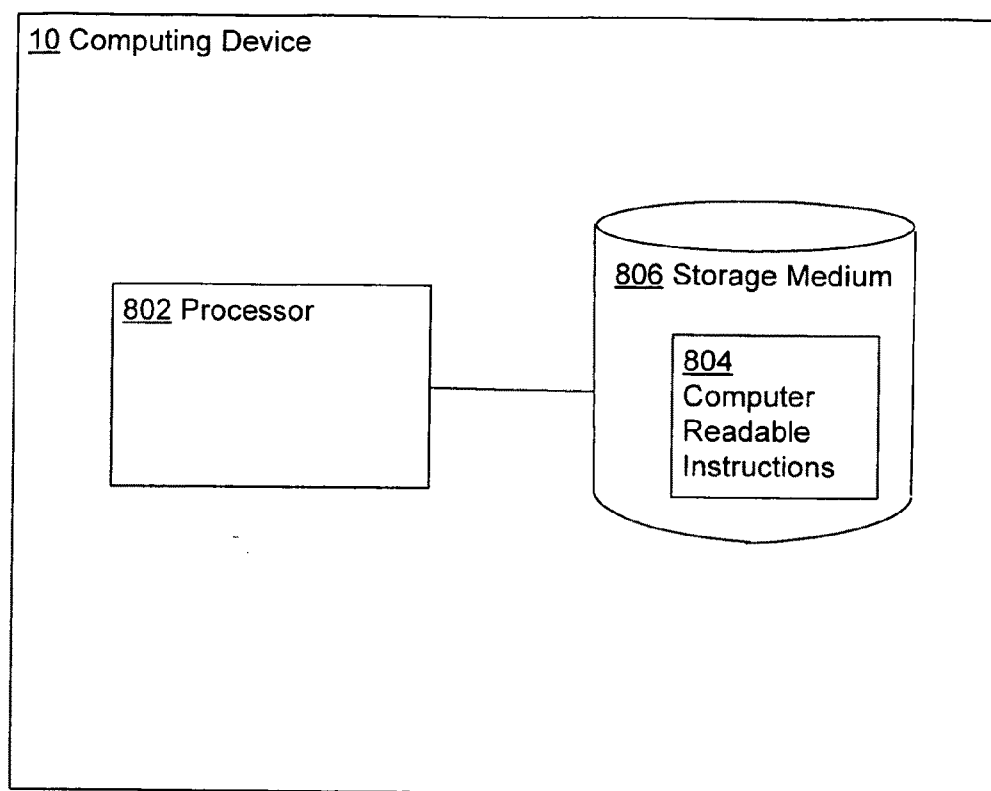 10 Computing Device
806 Storage Medium
802 Processor
804
Computer
Readable
Instructions